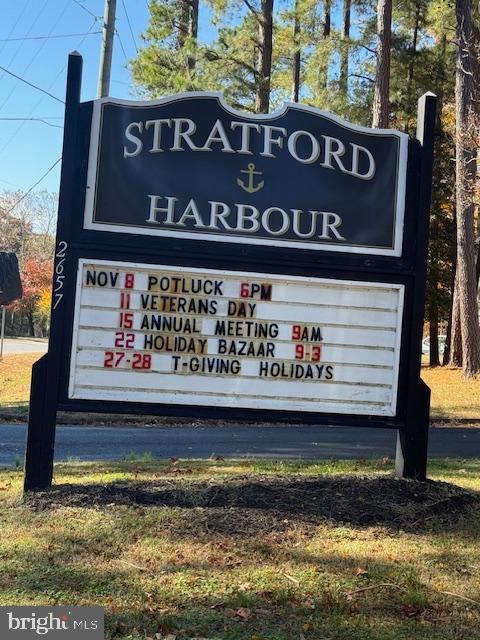 STRATFORD
HARBOUR
2657
NOV 8 POTLUCK 6PM
11 VETERANS DAY
15 ANNUAL MEETING 9AM
22 HOLIDAY BAZAAR 9-3
27-28 T-GIVING HOLIDAYS
bright MLS